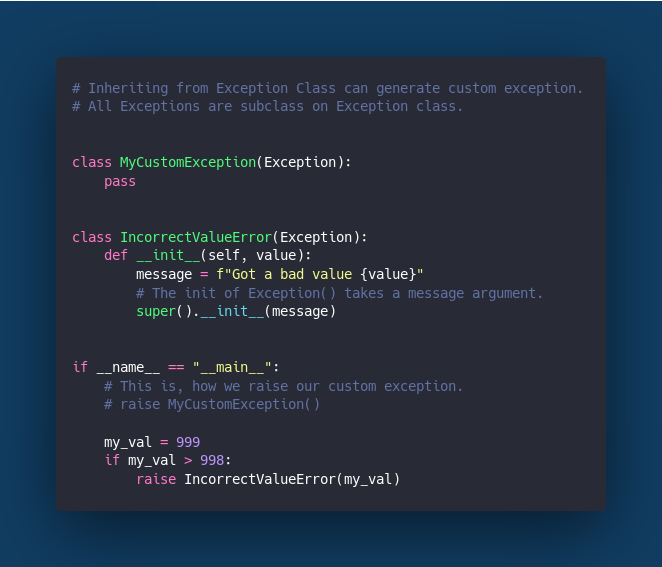 # Inheriting from Exception Class can generate custom exception.
# All Exceptions are subclass on Exception class.
class MyCustomException(Exception):
    pass
class IncorrectValueError(Exception):
    def __init__(self, value):
        message = f"Got a bad value {value}"
        # The init of Exception() takes a message argument.
        super().__init__(message)
if __name__ == "__main__":
    # This is, how we raise our custom exception.
    # raise MyCustomException()
    my_val = 999
    if my_val > 998:
        raise IncorrectValueError(my_val)